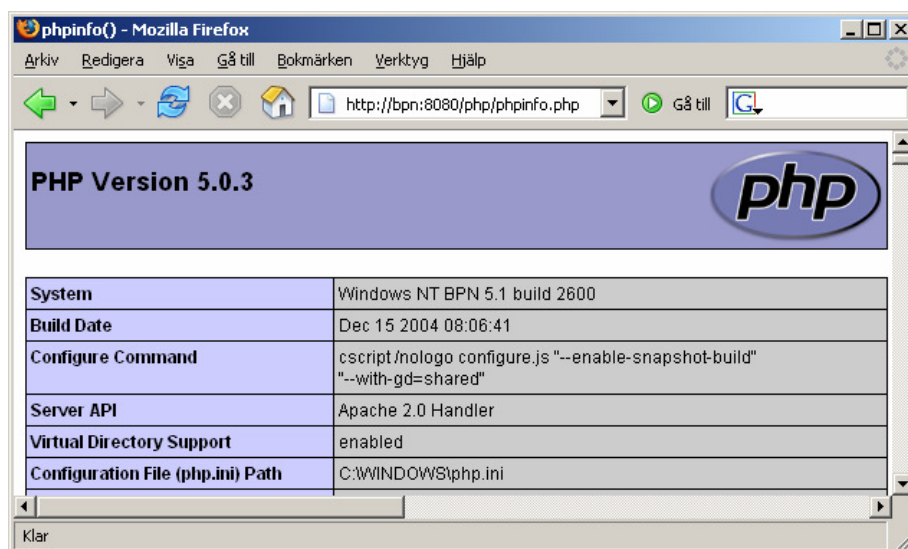 phpinfo() - Mozilla Firefox
Arkiv Redigera Visa Gå till Bokmärken Verktyg Hjälp
http://bpn:8080/php/phpinfo.php Gå till G
PHP Version 5.0.3
php
System Windows NT BPN 5.1 build 2600
Build Date Dec 15 2004 08:06:41
Configure Command cscript /nologo configure.js "--enable-snapshot-build"
"--with-gd=shared"
Server API Apache 2.0 Handler
Virtual Directory Support enabled
Configuration File (php.ini) Path C:\WINDOWS\php.ini
Klar